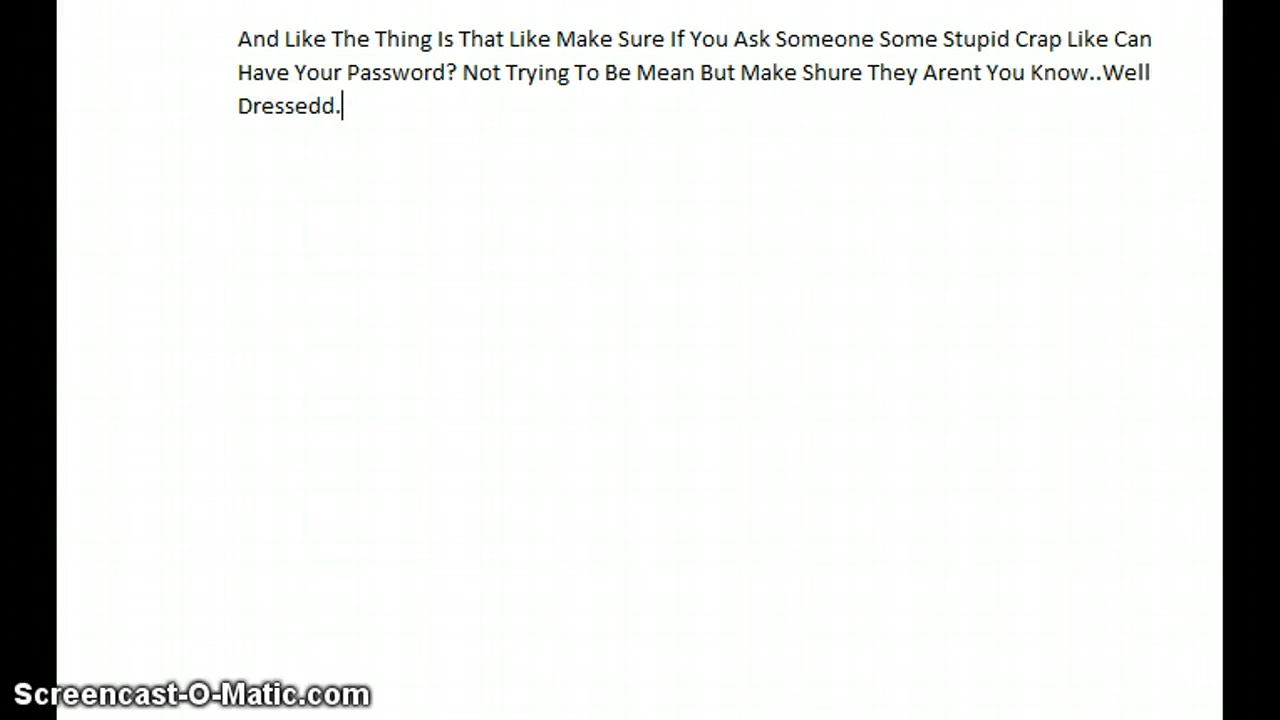 And Like The Thing Is That Like Make Sure If You Ask Someone Some Stupid Crap Like Can
Have Your Password? Not Trying To Be Mean But Make Shure They Arent You Know..Well
Dressedd.
Screencast-O-Matic.com